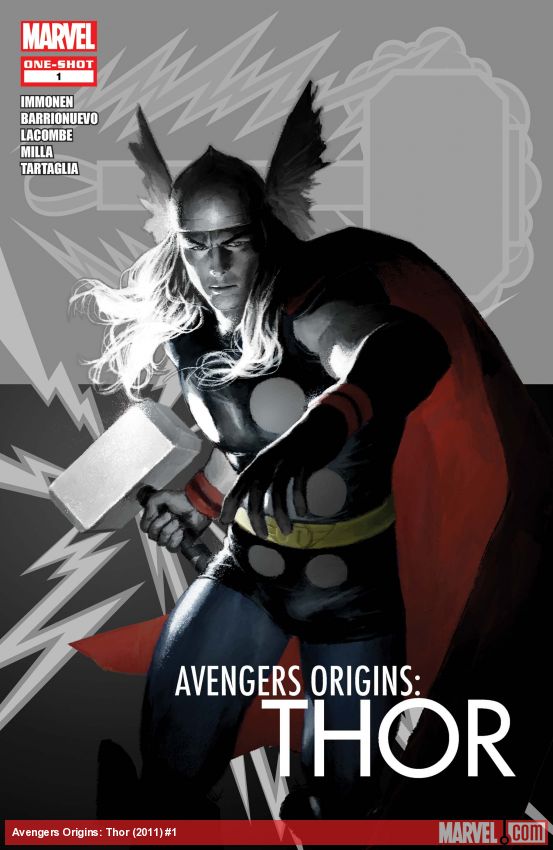 MARVEL
ONE-SHOT
1
IMMONEN
BARRIONUEVO
LACOMBE
MILLA
TARTAGLIA
AVENGERS ORIGINS:
THOR
Avengers Origins: Thor (2011) #1
MARVEL.com